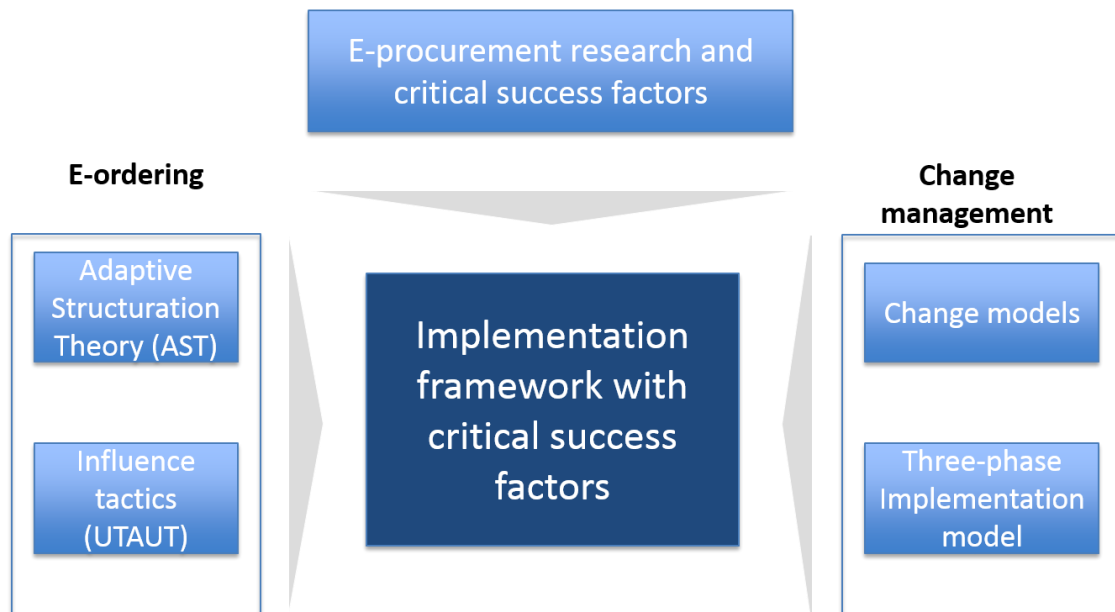 E-procurement research and
critical success factors
E-ordering
Adaptive
Structuration
Theory (AST)
Influence
tactics
(UTAUT)
Implementation
framework with
critical success
factors
Change
management
Change models
Three-phase
Implementation
model